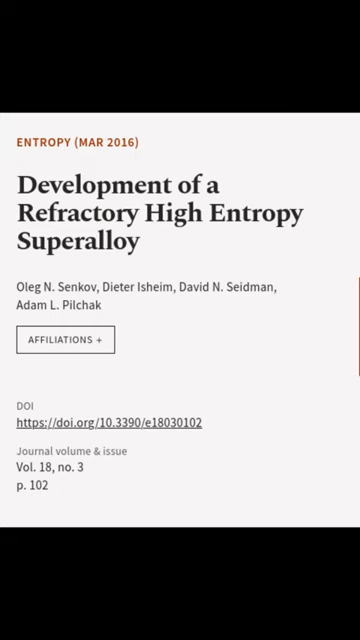 ENTROPY (MAR 2016)
Development of a
Refractory High Entropy
Superalloy
Oleg N. Senkov, Dieter Isheim, David N. Seidman,
Adam L. Pilchak
AFFILIATIONS +
DOI
https://doi.org/10.3390/e18030102
Journal volume & issue
Vol. 18, no. 3
p. 102